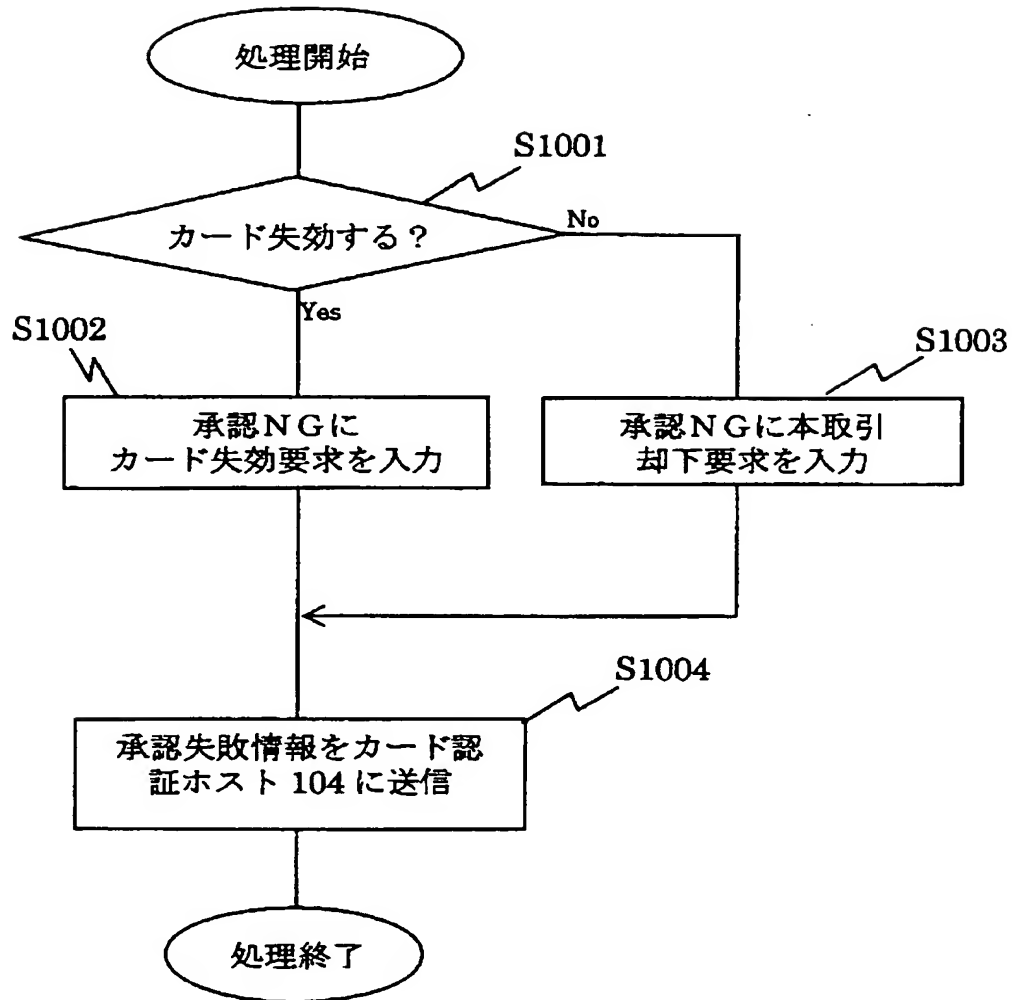 処理開始
S1001
カード失効する？
No
Yes
S1002
S1003
承認ＮＧに
カード失効要求を入力
承認ＮＧに本取引
却下要求を入力
S1004
承認失敗情報をカード認
証ホスト 104 に送信
処理終了